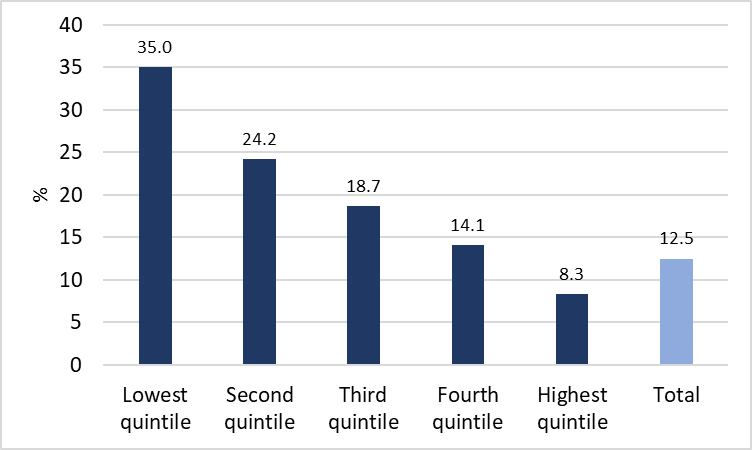 40
35
30
25
20
15
10
5
0
%
35.0
24.2
18.7
14.1
8.3
12.5
Lowest
quintile
Second
quintile
Third
quintile
Fourth
quintile
Highest
quintile
Total